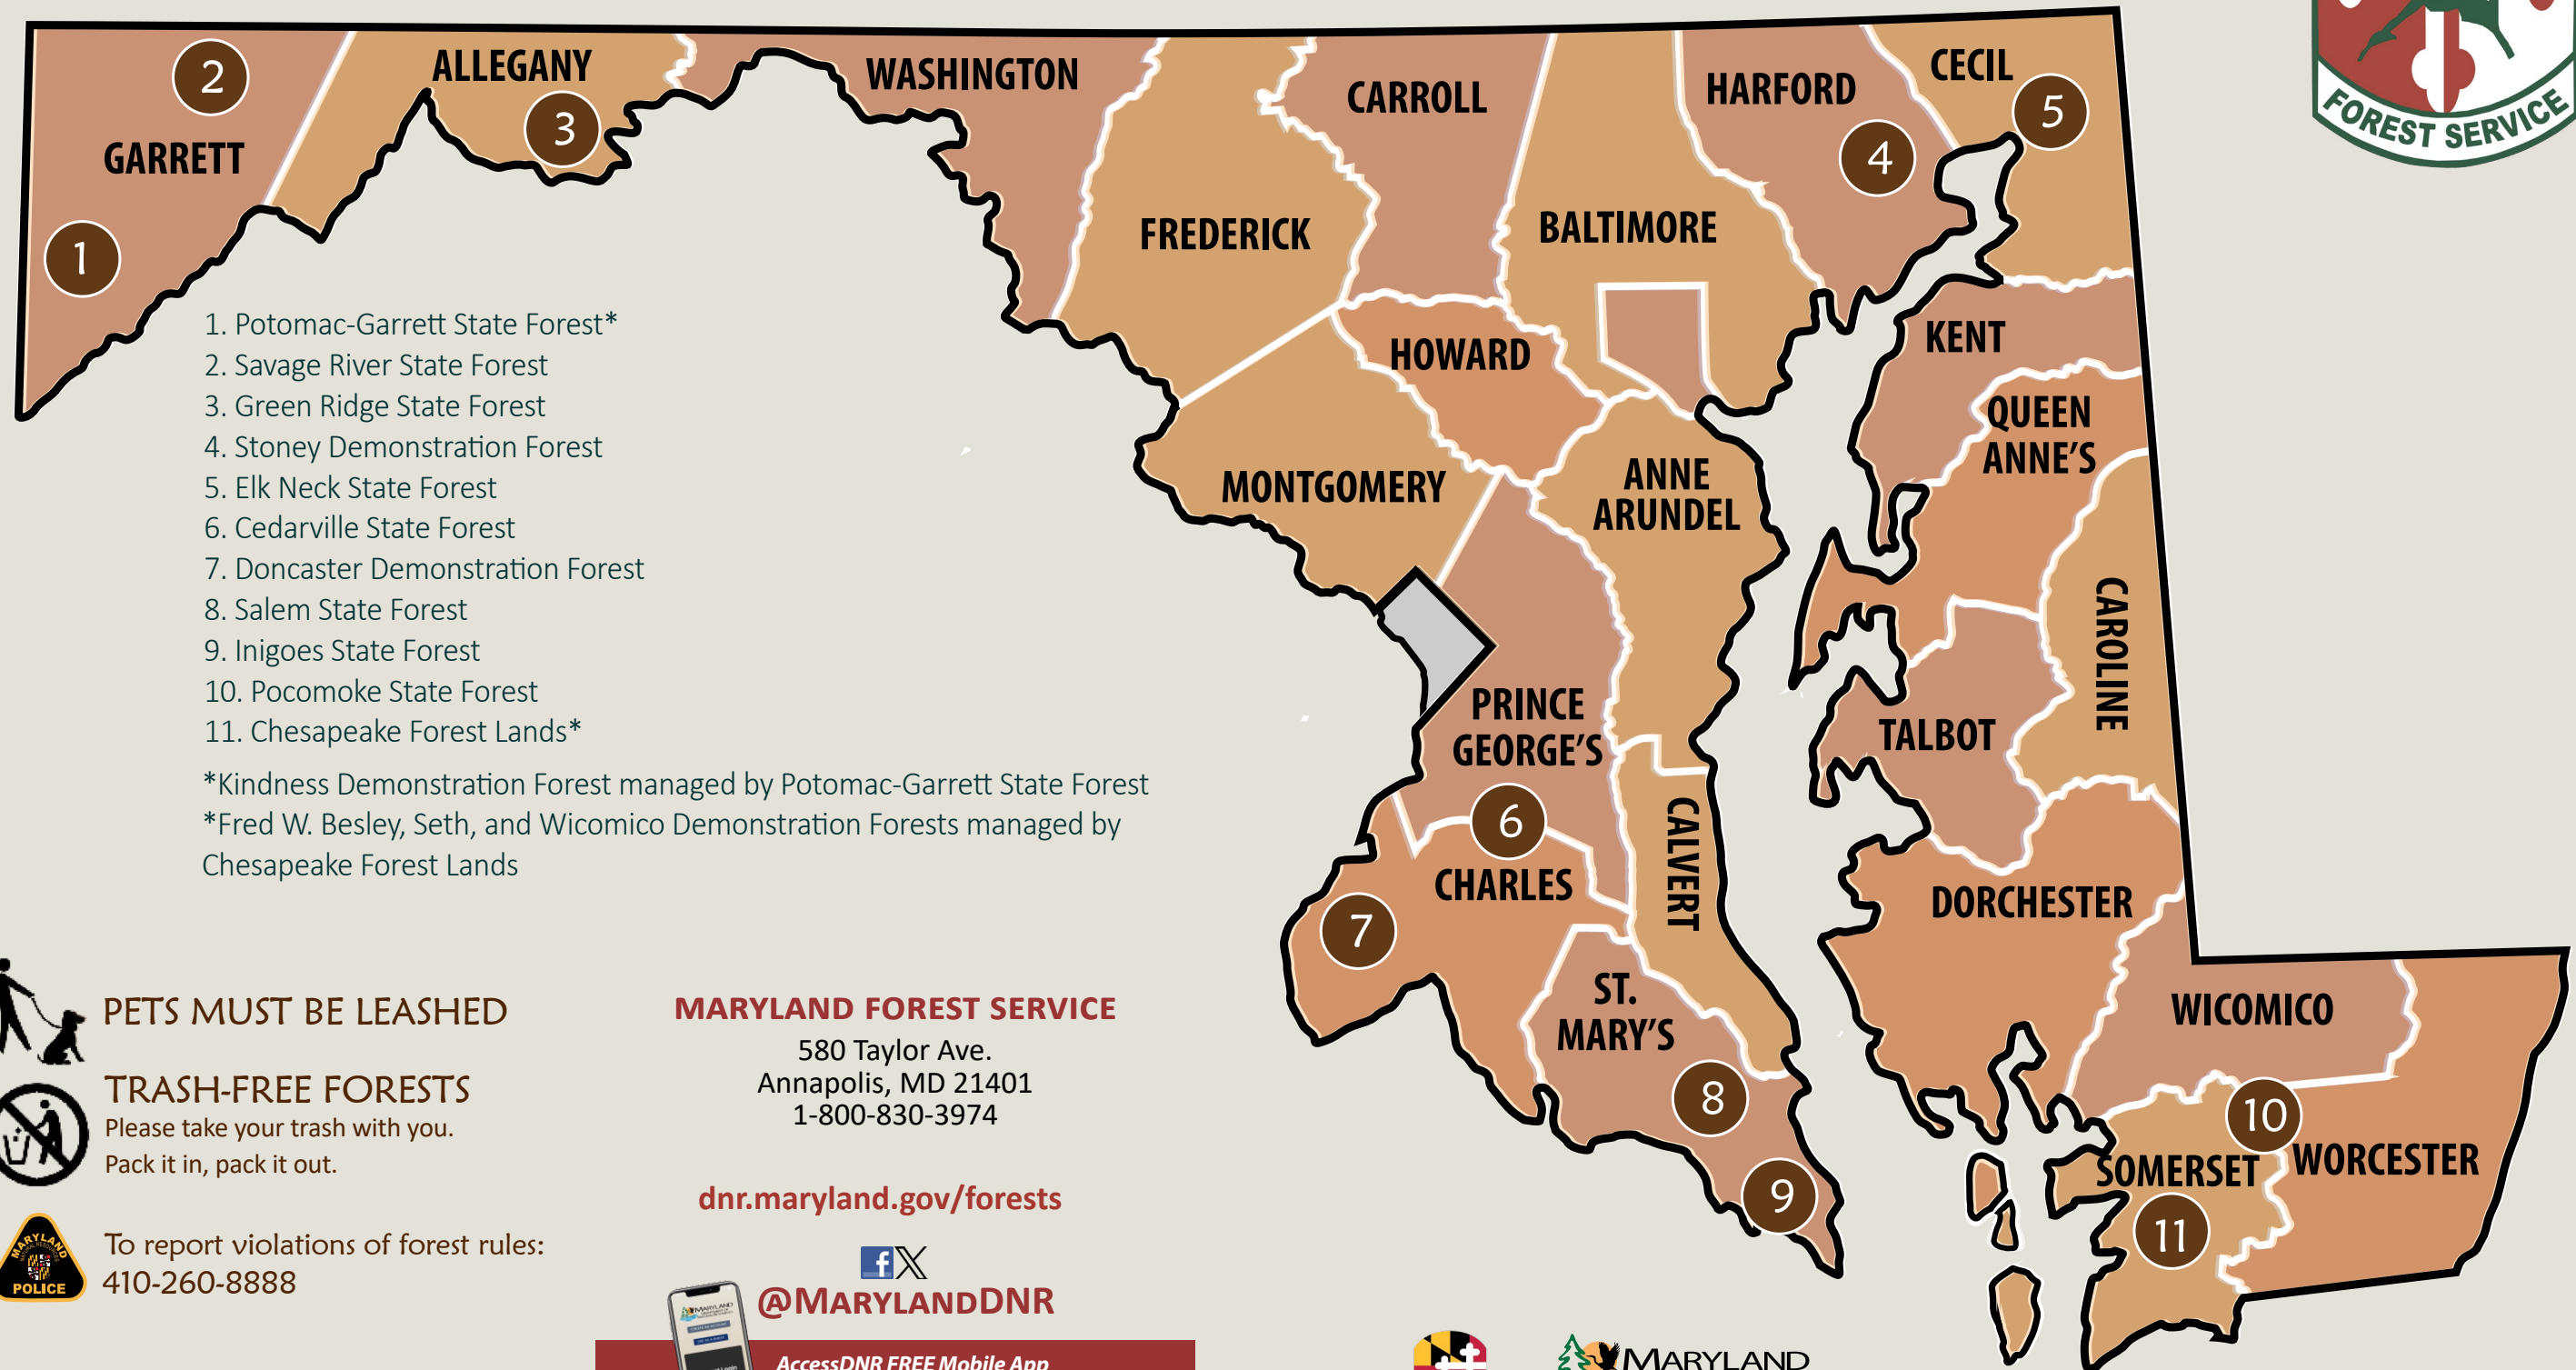 FOREST SERVICE
2
ALLEGANY
3
WASHINGTON
CARROLL
HARFORD
CECIL
5
4
GARRETT
1
FREDERICK
BALTIMORE
HOWARD
KENT
QUEEN
ANNE'S
MONTGOMERY
ANNE
ARUNDEL
CAROLINE
PRINCE
GEORGE'S
TALBOT
6
CALVERT
CHARLES
7
DORCHESTER
ST.
MARY'S
WICOMICO
8
10
9
SOMERSET
WORCESTER
11
1. Potomac-Garrett State Forest*
2. Savage River State Forest
3. Green Ridge State Forest
4. Stoney Demonstration Forest
5. Elk Neck State Forest
6. Cedarville State Forest
7. Doncaster Demonstration Forest
8. Salem State Forest
9. Inigoes State Forest
10. Pocomoke State Forest
11. Chesapeake Forest Lands*
*Kindness Demonstration Forest managed by Potomac-Garrett State Forest
*Fred W. Besley, Seth, and Wicomico Demonstration Forests managed by
Chesapeake Forest Lands
PETS MUST BE LEASHED
TRASH-FREE FORESTS
Please take your trash with you.
Pack it in, pack it out.
MARYLAND
POLICE
To report violations of forest rules:
410-260-8888
MARYLAND FOREST SERVICE
580 Taylor Ave.
Annapolis, MD 21401
1-800-830-3974
dnr.maryland.gov/forests
f X
@MARYLANDDNR
MARYLAND
AccessDNR FREE Mobile App
MARYLAND